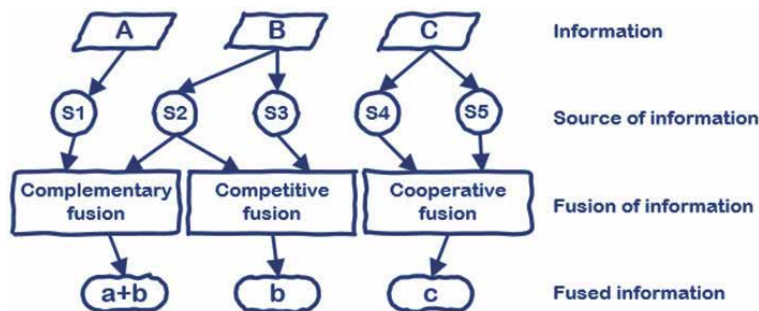 A B C Information
S1 S2 S3 S4 S5 Source of information
Complementary fusion Competitive fusion Cooperative fusion Fusion of information
a+b b c Fused information